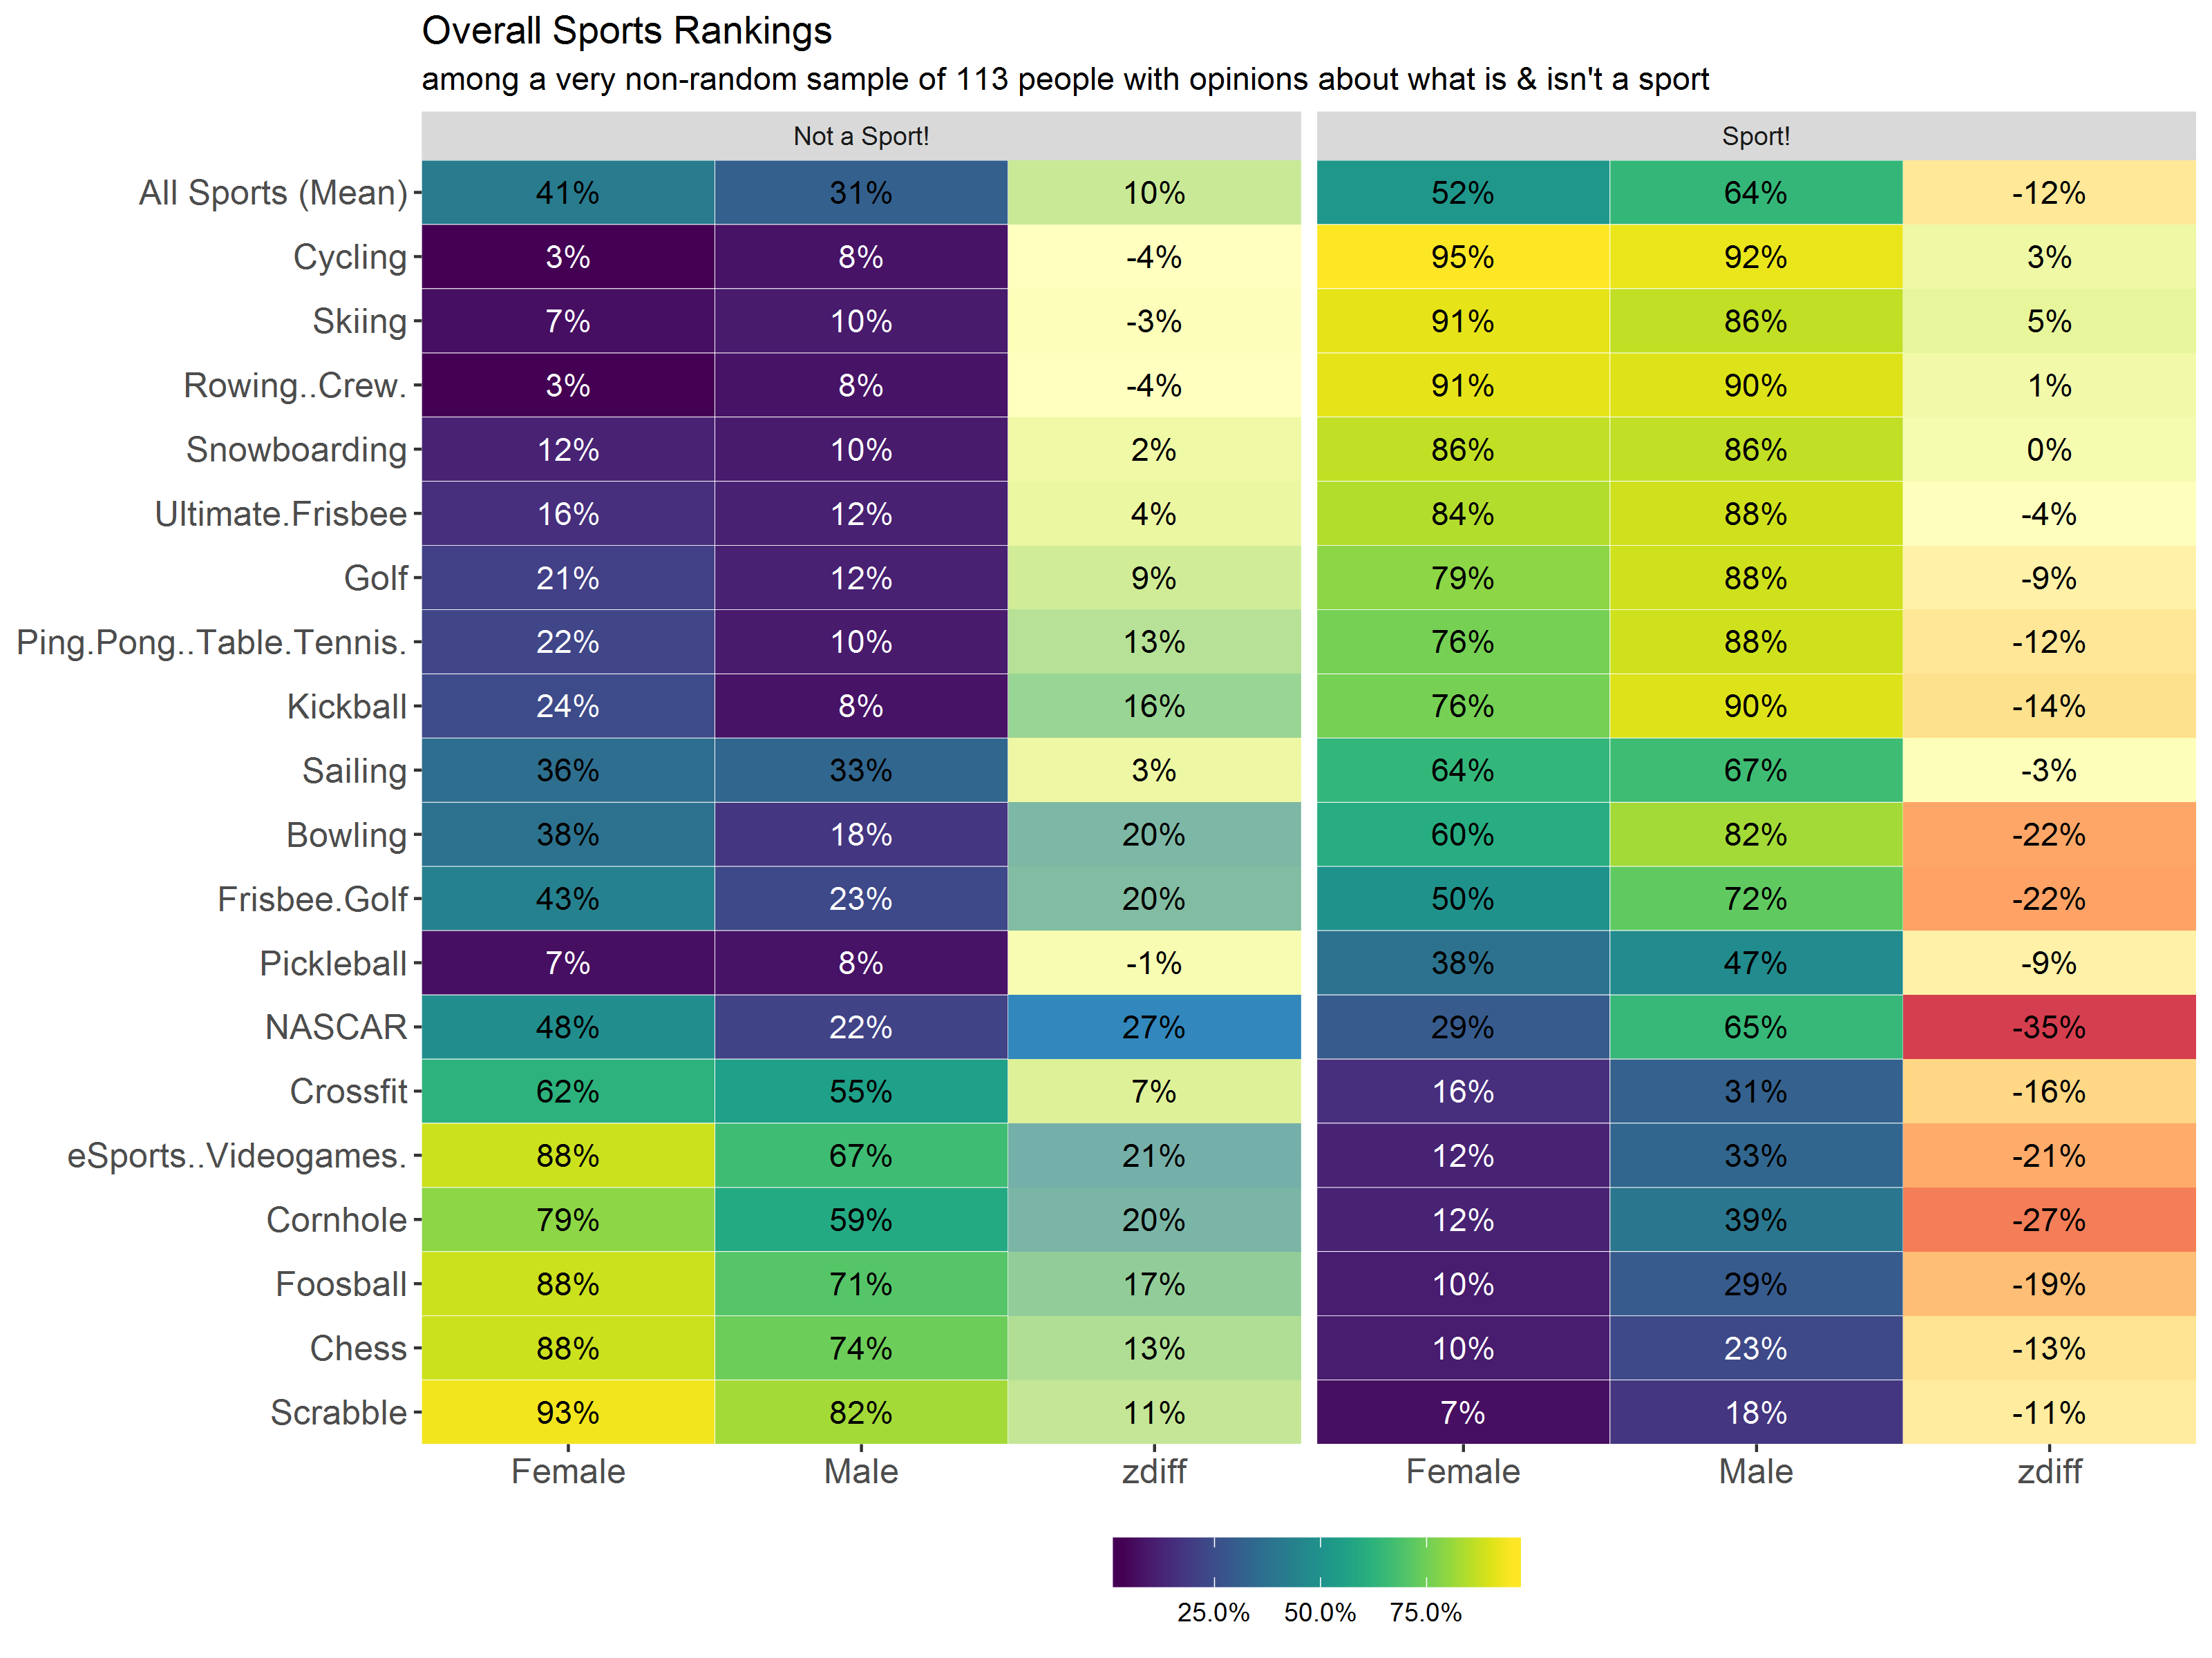 Overall Sports Rankings
among a very non-random sample of 113 people with opinions about what is & isn't a sport
Not a Sport! Sport!
All Sports (Mean) 41% 31% 10% 52% 64% -12%
Cycling 3% 8% -4% 95% 92% 3%
Skiing 7% 10% -3% 91% 86% 5%
Rowing..Crew. 3% 8% -4% 91% 90% 1%
Snowboarding 12% 10% 2% 86% 86% 0%
Ultimate.Frisbee 16% 12% 4% 84% 88% -4%
Golf 21% 12% 9% 79% 88% -9%
Ping.Pong..Table.Tennis. 22% 10% 13% 76% 88% -12%
Kickball 24% 8% 16% 76% 90% -14%
Sailing 36% 33% 3% 64% 67% -3%
Bowling 38% 18% 20% 60% 82% -22%
Frisbee.Golf 43% 23% 20% 50% 72% -22%
Pickleball 7% 8% -1% 38% 47% -9%
NASCAR 48% 22% 27% 29% 65% -35%
Crossfit 62% 55% 7% 16% 31% -16%
eSports..Videogames. 88% 67% 21% 12% 33% -21%
Cornhole 79% 59% 20% 12% 39% -27%
Foosball 88% 71% 17% 10% 29% -19%
Chess 88% 74% 13% 10% 23% -13%
Scrabble 93% 82% 11% 7% 18% -11%
Female Male zdiff Female Male zdiff
25.0% 50.0% 75.0%